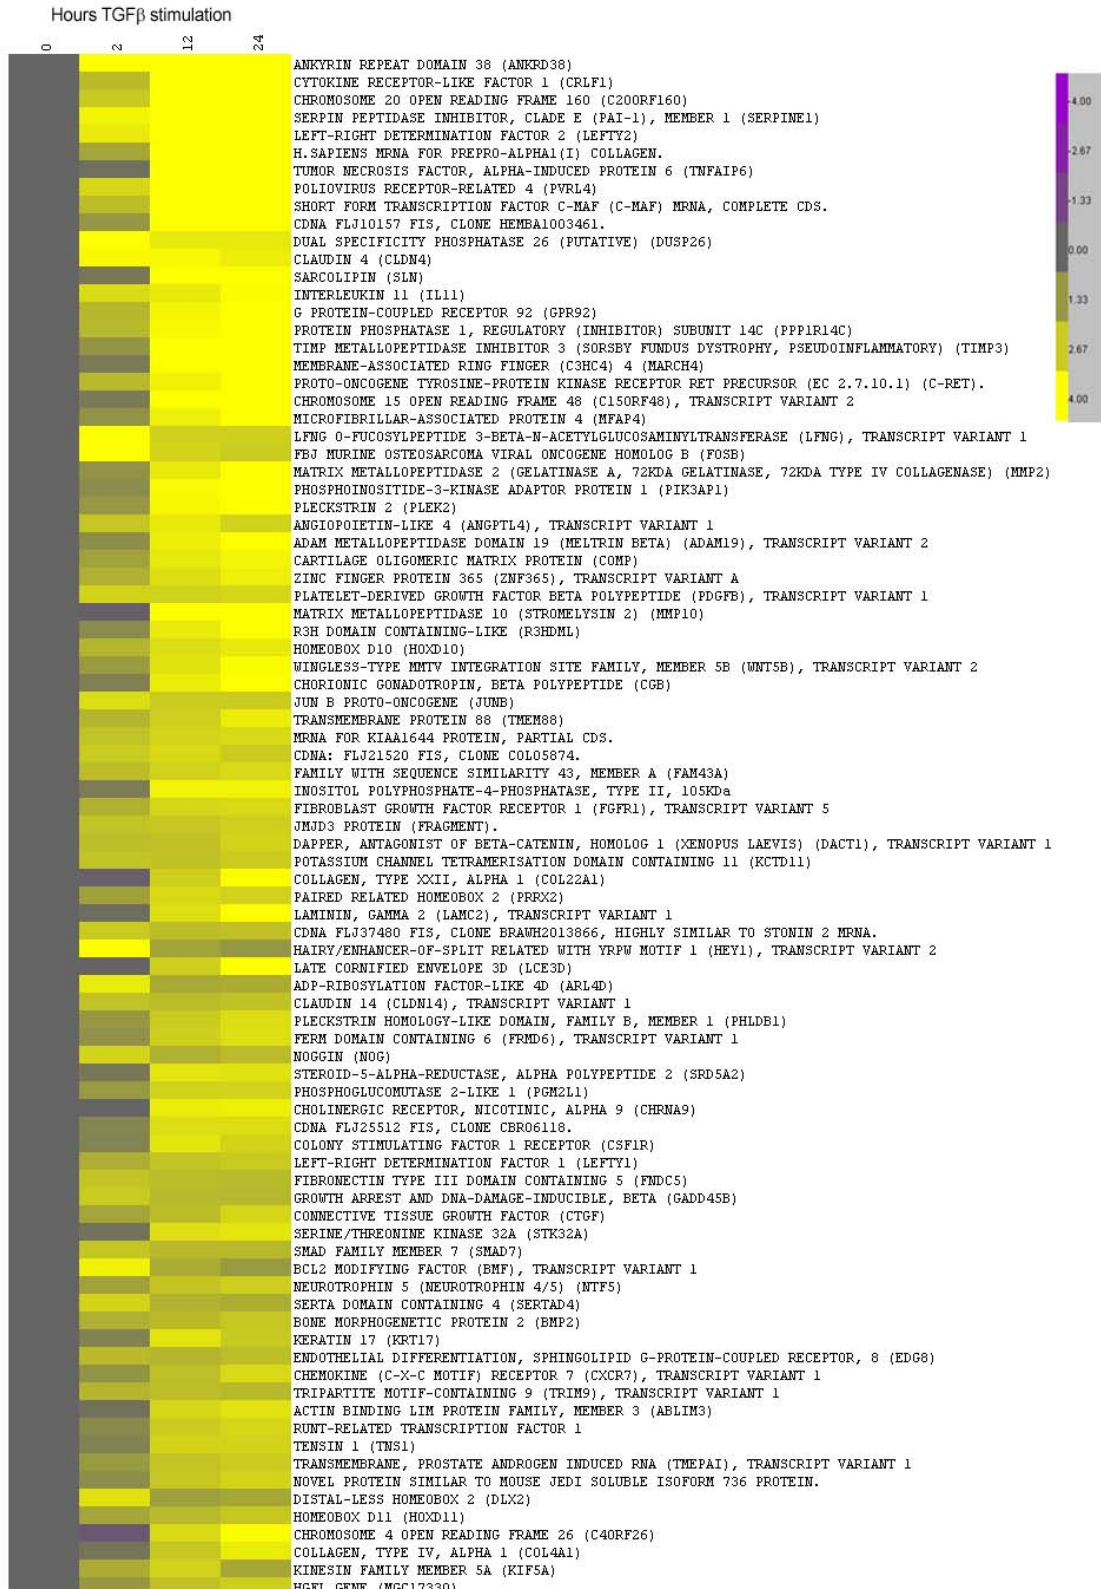 Hours TGFβ stimulation
0 2 12 24
ANKYRIN REPEAT DOMAIN 38 (ANKRD38)
CYTOKINE RECEPTOR-LIKE FACTOR 1 (CRLF1)
CHROMOSOME 20 OPEN READING FRAME 160 (C20ORF160)
SERPIN PEPTIDASE INHIBITOR, CLADE E (PAI-1), MEMBER 1 (SERPINE1)
LEFT-RIGHT DETERMINATION FACTOR 2 (LEFTY2)
H.SAPIENS MRNA FOR PREPRO-ALPHA1(I) COLLAGEN.
TUMOR NECROSIS FACTOR, ALPHA-INDUCED PROTEIN 6 (TNFAIP6)
POLIOVIRUS RECEPTOR-RELATED 4 (PVRL4)
SHORT FORM TRANSCRIPTION FACTOR C-MAF (C-MAF) MRNA, COMPLETE CDS.
CDNA FLJ10157 FIS, CLONE HEMBA1003461.
DUAL SPECIFICITY PHOSPHATASE 26 (PUTATIVE) (DUSP26)
CLAUDIN 4 (CLDN4)
SARCOLIPIN (SLN)
INTERLEUKIN 11 (IL11)
G PROTEIN-COUPLED RECEPTOR 92 (GPR92)
PROTEIN PHOSPHATASE 1, REGULATORY (INHIBITOR) SUBUNIT 14C (PPP1R14C)
TIMP METALLOPEPTIDASE INHIBITOR 3 (SORSBY FUNDUS DYSTROPHY, PSEUDOINFLAMMATORY) (TIMP3)
MEMBRANE-ASSOCIATED RING FINGER (C3HC4) 4 (MARCH4)
PROTO-ONCOGENE TYROSINE-PROTEIN KINASE RECEPTOR RET PRECURSOR (EC 2.7.10.1) (C-RET).
CHROMOSOME 15 OPEN READING FRAME 48 (C15ORF48), TRANSCRIPT VARIANT 2
MICROFIBRILLAR-ASSOCIATED PROTEIN 4 (MFAP4)
LFNG O-FUCOSYLPEPTIDE 3-BETA-N-ACETYLGLUCOSAMINYLTRANSFERASE (LFNG), TRANSCRIPT VARIANT 1
FBJ MURINE OSTEOSARCOMA VIRAL ONCOGENE HOMOLOG B (FOSB)
MATRIX METALLOPEPTIDASE 2 (GELATINASE A, 72KDA GELATINASE, 72KDA TYPE IV COLLAGENASE) (MMP2)
PHOSPHOINOSITIDE-3-KINASE ADAPTOR PROTEIN 1 (PIK3AP1)
PLECKSTRIN 2 (PLEK2)
ANGIOPOIETIN-LIKE 4 (ANGPTL4), TRANSCRIPT VARIANT 1
ADAM METALLOPEPTIDASE DOMAIN 19 (MELTRIN BETA) (ADAM19), TRANSCRIPT VARIANT 2
CARTILAGE OLIGOMERIC MATRIX PROTEIN (COMP)
ZINC FINGER PROTEIN 365 (ZNF365), TRANSCRIPT VARIANT A
PLATELET-DERIVED GROWTH FACTOR BETA POLYPEPTIDE (PDGFB), TRANSCRIPT VARIANT 1
MATRIX METALLOPEPTIDASE 10 (STROMELYSIN 2) (MMP10)
R3H DOMAIN CONTAINING-LIKE (R3HDML)
HOMEOBOX D10 (HOXD10)
WINGLESS-TYPE MMTV INTEGRATION SITE FAMILY, MEMBER 5B (WNT5B), TRANSCRIPT VARIANT 2
CHORIONIC GONADOTROPIN, BETA POLYPEPTIDE (CGB)
JUN B PROTO-ONCOGENE (JUNB)
TRANSMEMBRANE PROTEIN 88 (TMEM88)
MRNA FOR KIAA1644 PROTEIN, PARTIAL CDS.
CDNA: FLJ21520 FIS, CLONE COL05874.
FAMILY WITH SEQUENCE SIMILARITY 43, MEMBER A (FAM43A)
INOSITOL POLYPHOSPHATE-4-PHOSPHATASE, TYPE II, 105KDa
FIBROBLAST GROWTH FACTOR RECEPTOR 1 (FGFR1), TRANSCRIPT VARIANT 5
JMJD3 PROTEIN (FRAGMENT).
DAPPER, ANTAGONIST OF BETA-CATENIN, HOMOLOG 1 (XENOPUS LAEVIS) (DACT1), TRANSCRIPT VARIANT 1
POTASSIUM CHANNEL TETRAMERISATION DOMAIN CONTAINING 11 (KCTD11)
COLLAGEN, TYPE XXII, ALPHA 1 (COL22A1)
PAIRED RELATED HOMEOBOX 2 (PRRX2)
LAMININ, GAMMA 2 (LAMC2), TRANSCRIPT VARIANT 1
CDNA FLJ37480 FIS, CLONE BRAWH2013866, HIGHLY SIMILAR TO STONIN 2 MRNA.
HAIRY/ENHANCER-OF-SPLIT RELATED WITH YRPW MOTIF 1 (HEY1), TRANSCRIPT VARIANT 2
LATE CORNIFIED ENVELOPE 3D (LCE3D)
ADP-RIBOSYLATION FACTOR-LIKE 4D (ARL4D)
CLAUDIN 14 (CLDN14), TRANSCRIPT VARIANT 1
PLECKSTRIN HOMOLOGY-LIKE DOMAIN, FAMILY B, MEMBER 1 (PHLDB1)
FERM DOMAIN CONTAINING 6 (FRMD6), TRANSCRIPT VARIANT 1
NOGGIN (NOG)
STEROID-5-ALPHA-REDUCTASE, ALPHA POLYPEPTIDE 2 (SRD5A2)
PHOSPHOGLUCOMUTASE 2-LIKE 1 (PGM2L1)
CHOLINERGIC RECEPTOR, NICOTINIC, ALPHA 9 (CHRNA9)
CDNA FLJ25512 FIS, CLONE CBR06118.
COLONY STIMULATING FACTOR 1 RECEPTOR (CSF1R)
LEFT-RIGHT DETERMINATION FACTOR 1 (LEFTY1)
FIBRONECTIN TYPE III DOMAIN CONTAINING 5 (FNDC5)
GROWTH ARREST AND DNA-DAMAGE-INDUCIBLE, BETA (GADD45B)
CONNECTIVE TISSUE GROWTH FACTOR (CTGF)
SERINE/THREONINE KINASE 32A (STK32A)
SMAD FAMILY MEMBER 7 (SMAD7)
BCL2 MODIFYING FACTOR (BMF), TRANSCRIPT VARIANT 1
NEUROTROPHIN 5 (NEUROTROPHIN 4/5) (NTF5)
SERTA DOMAIN CONTAINING 4 (SERTAD4)
BONE MORPHOGENETIC PROTEIN 2 (BMP2)
KERATIN 17 (KRT17)
ENDOTHELIAL DIFFERENTIATION, SPHINGOLIPID G-PROTEIN-COUPLED RECEPTOR, 8 (EDG8)
CHEMOKINE (C-X-C MOTIF) RECEPTOR 7 (CXCR7), TRANSCRIPT VARIANT 1
TRIPARTITE MOTIF-CONTAINING 9 (TRIM9), TRANSCRIPT VARIANT 1
ACTIN BINDING LIM PROTEIN FAMILY, MEMBER 3 (ABLIM3)
RUNT-RELATED TRANSCRIPTION FACTOR 1
TENSIN 1 (TNS1)
TRANSMEMBRANE, PROSTATE ANDROGEN INDUCED RNA (TMEPAI), TRANSCRIPT VARIANT 1
NOVEL PROTEIN SIMILAR TO MOUSE JEDI SOLUBLE ISOFORM 736 PROTEIN.
DISTAL-LESS HOMEOBOX 2 (DLX2)
HOMEOBOX D11 (HOXD11)
CHROMOSOME 4 OPEN READING FRAME 26 (C4ORF26)
COLLAGEN, TYPE IV, ALPHA 1 (COL4A1)
KINESIN FAMILY MEMBER 5A (KIF5A)
HGFL GENE (MGC17330)
-4.00
-2.67
-1.33
0.00
1.33
2.67
4.00